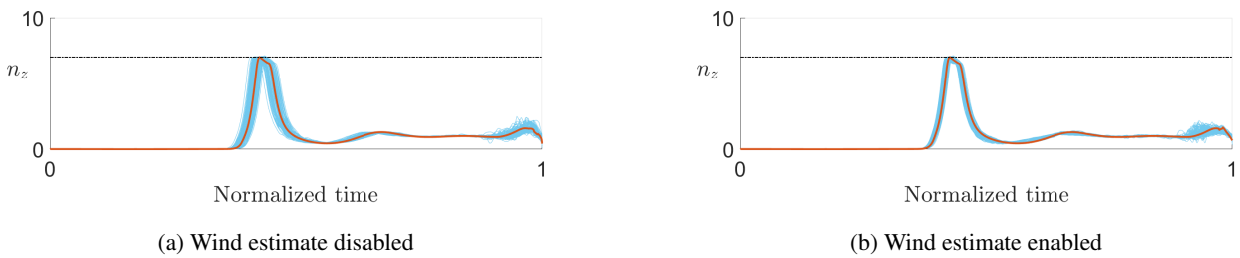 10
n_z
0
0
1
Normalized time
(a) Wind estimate disabled
10
n_z
0
0
1
Normalized time
(b) Wind estimate enabled